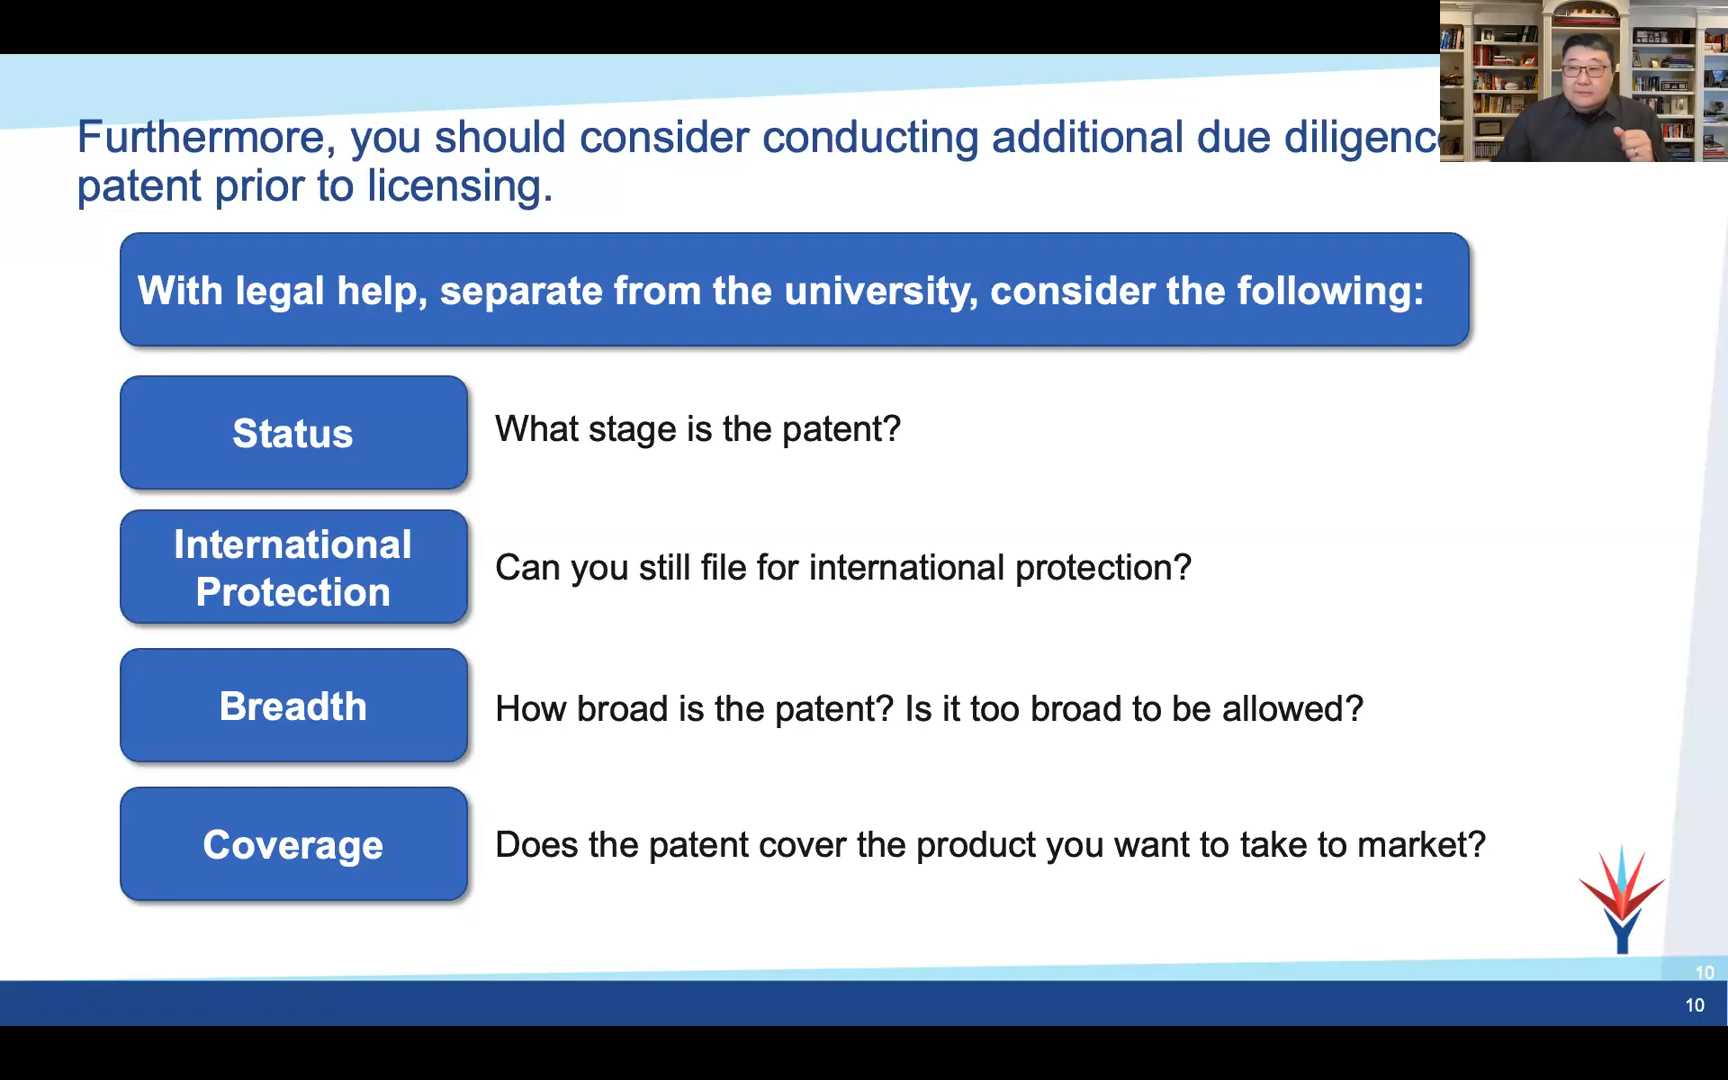 Furthermore, you should consider conducting additional due diligenc
patent prior to licensing.
With legal help, separate from the university, consider the following:
Status
What stage is the patent?
International
Protection
Can you still file for international protection?
Breadth
How broad is the patent? Is it too broad to be allowed?
Coverage
Does the patent cover the product you want to take to market?
10
10